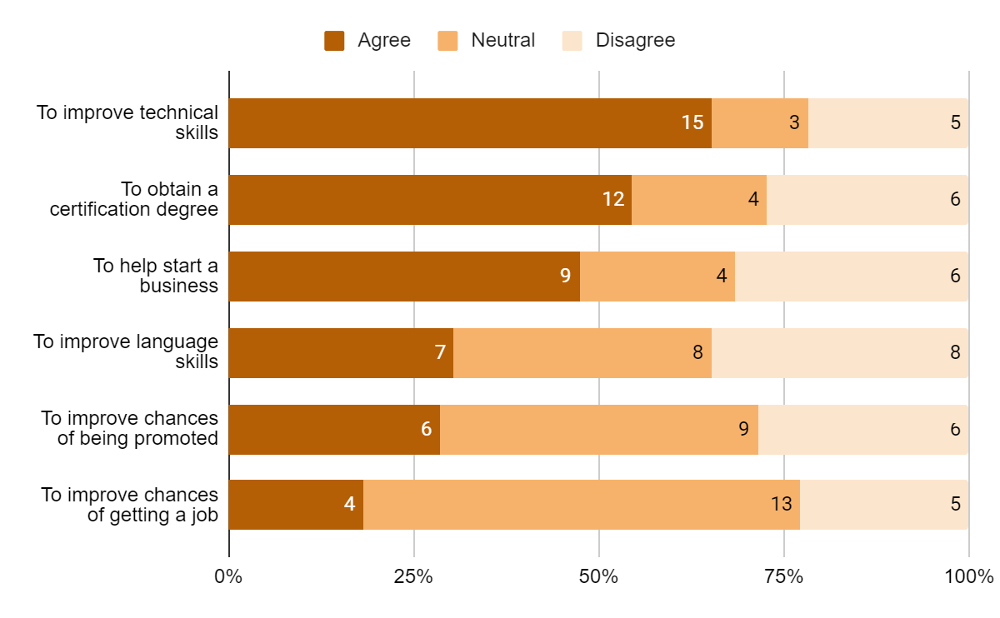 Agree Neutral Disagree
To improve technical
skills
15 3 5
To obtain a
certification degree
12 4 6
To help start a
business
9 4 6
To improve language
skills
7 8 8
To improve chances
of being promoted
6 9 6
To improve chances
of getting a job
4 13 5
0% 25% 50% 75% 100%